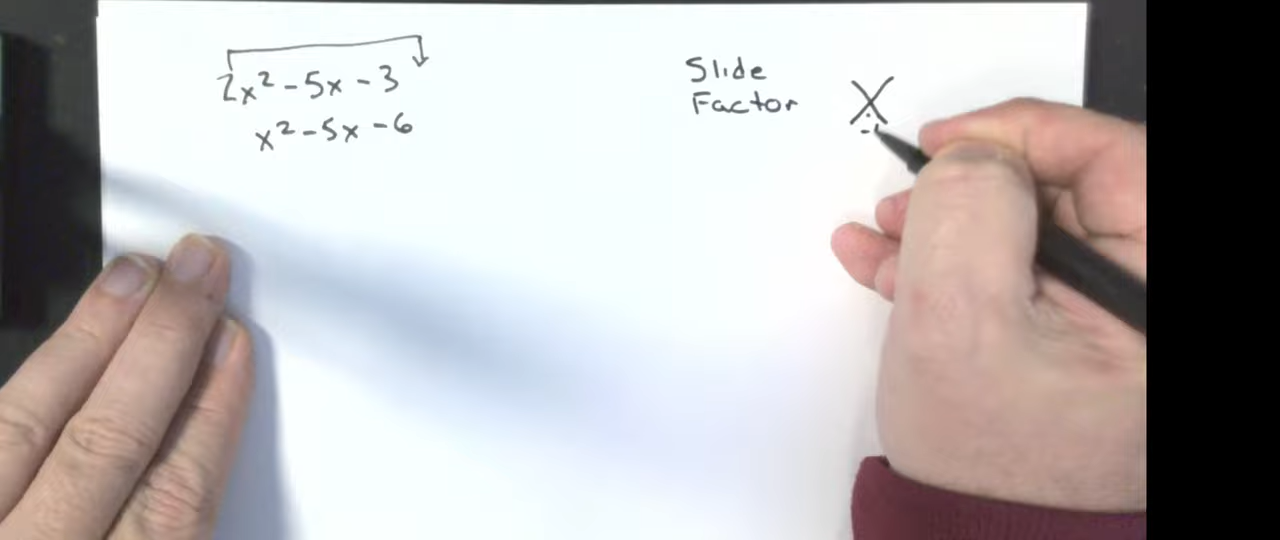 2x² - 5x - 3
x² - 5x - 6
Slide
Factor